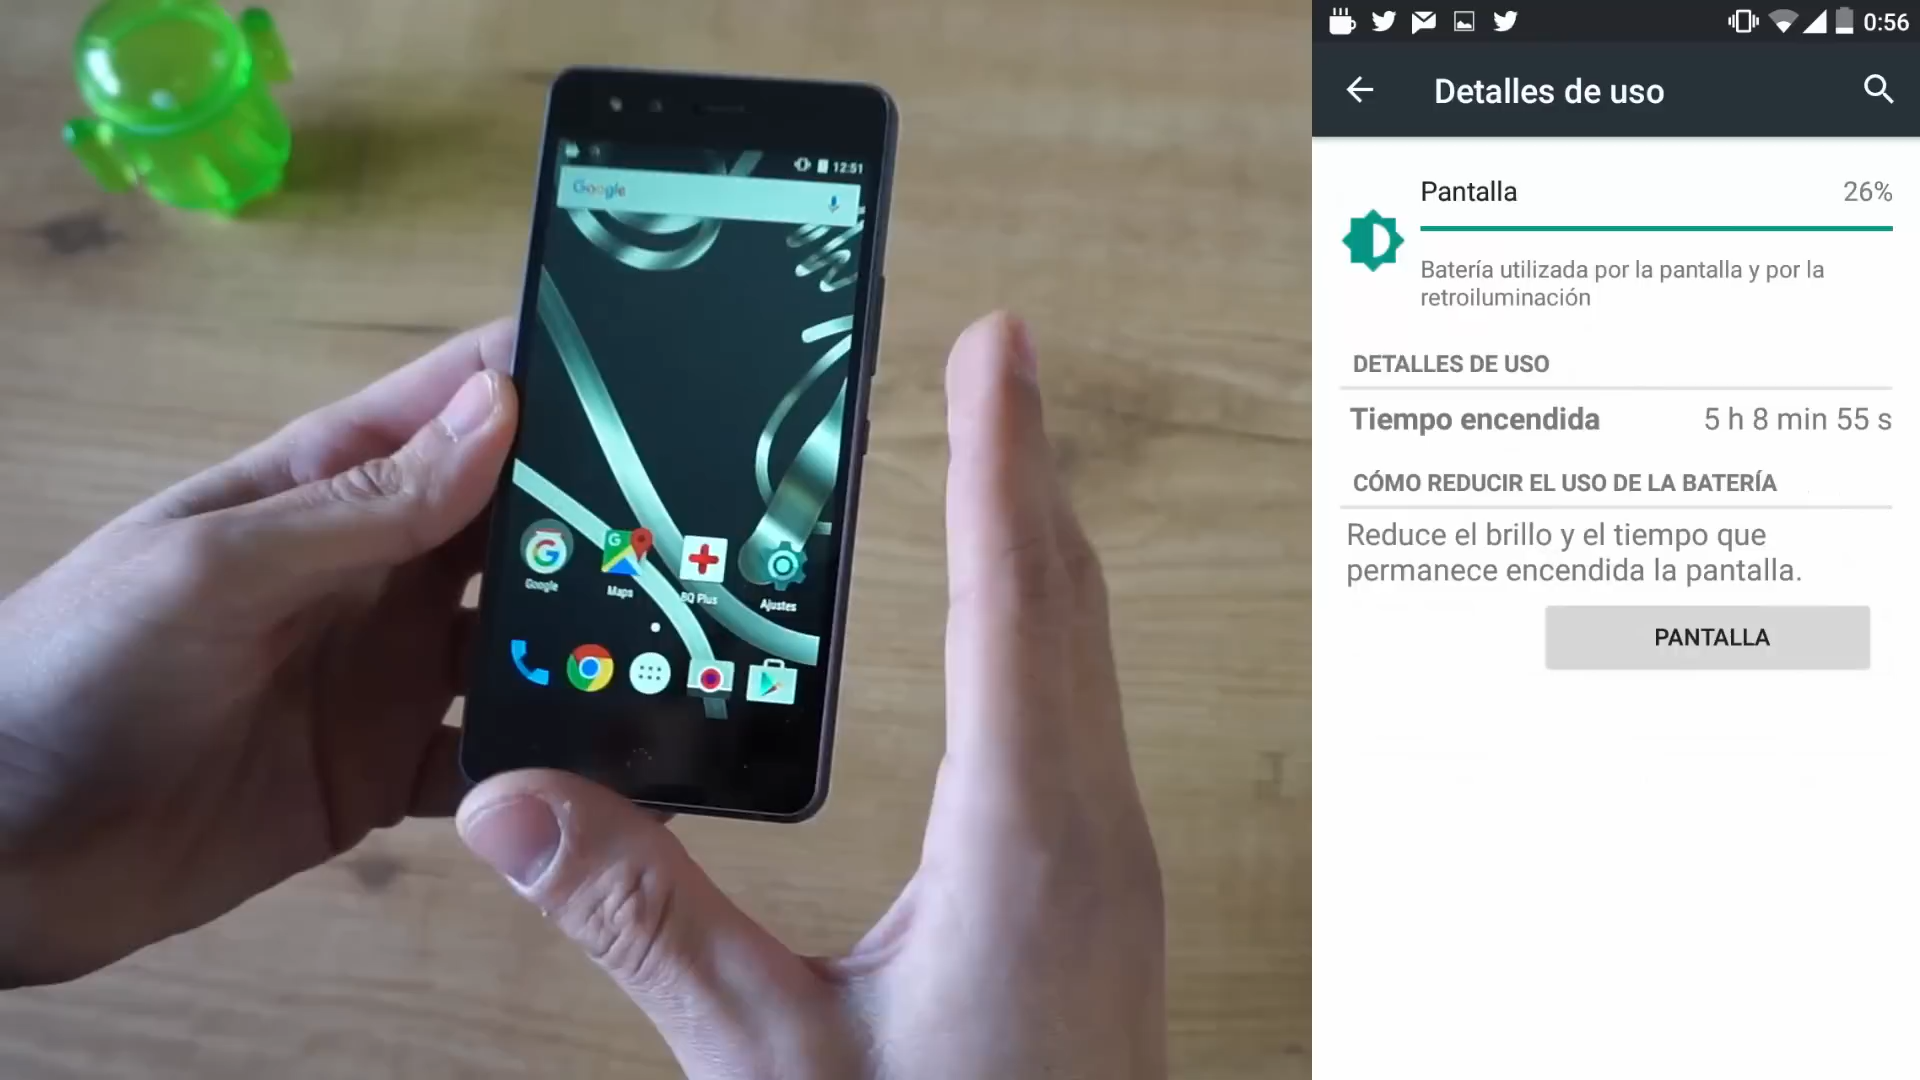 12:51
Google
Google
Maps
BQ Plus
Ajustes
0:56
Detalles de uso
Pantalla 26%
Batería utilizada por la pantalla y por la
retroiluminación
DETALLES DE USO
Tiempo encendida 5 h 8 min 55 s
CÓMO REDUCIR EL USO DE LA BATERÍA
Reduce el brillo y el tiempo que
permanece encendida la pantalla.
PANTALLA